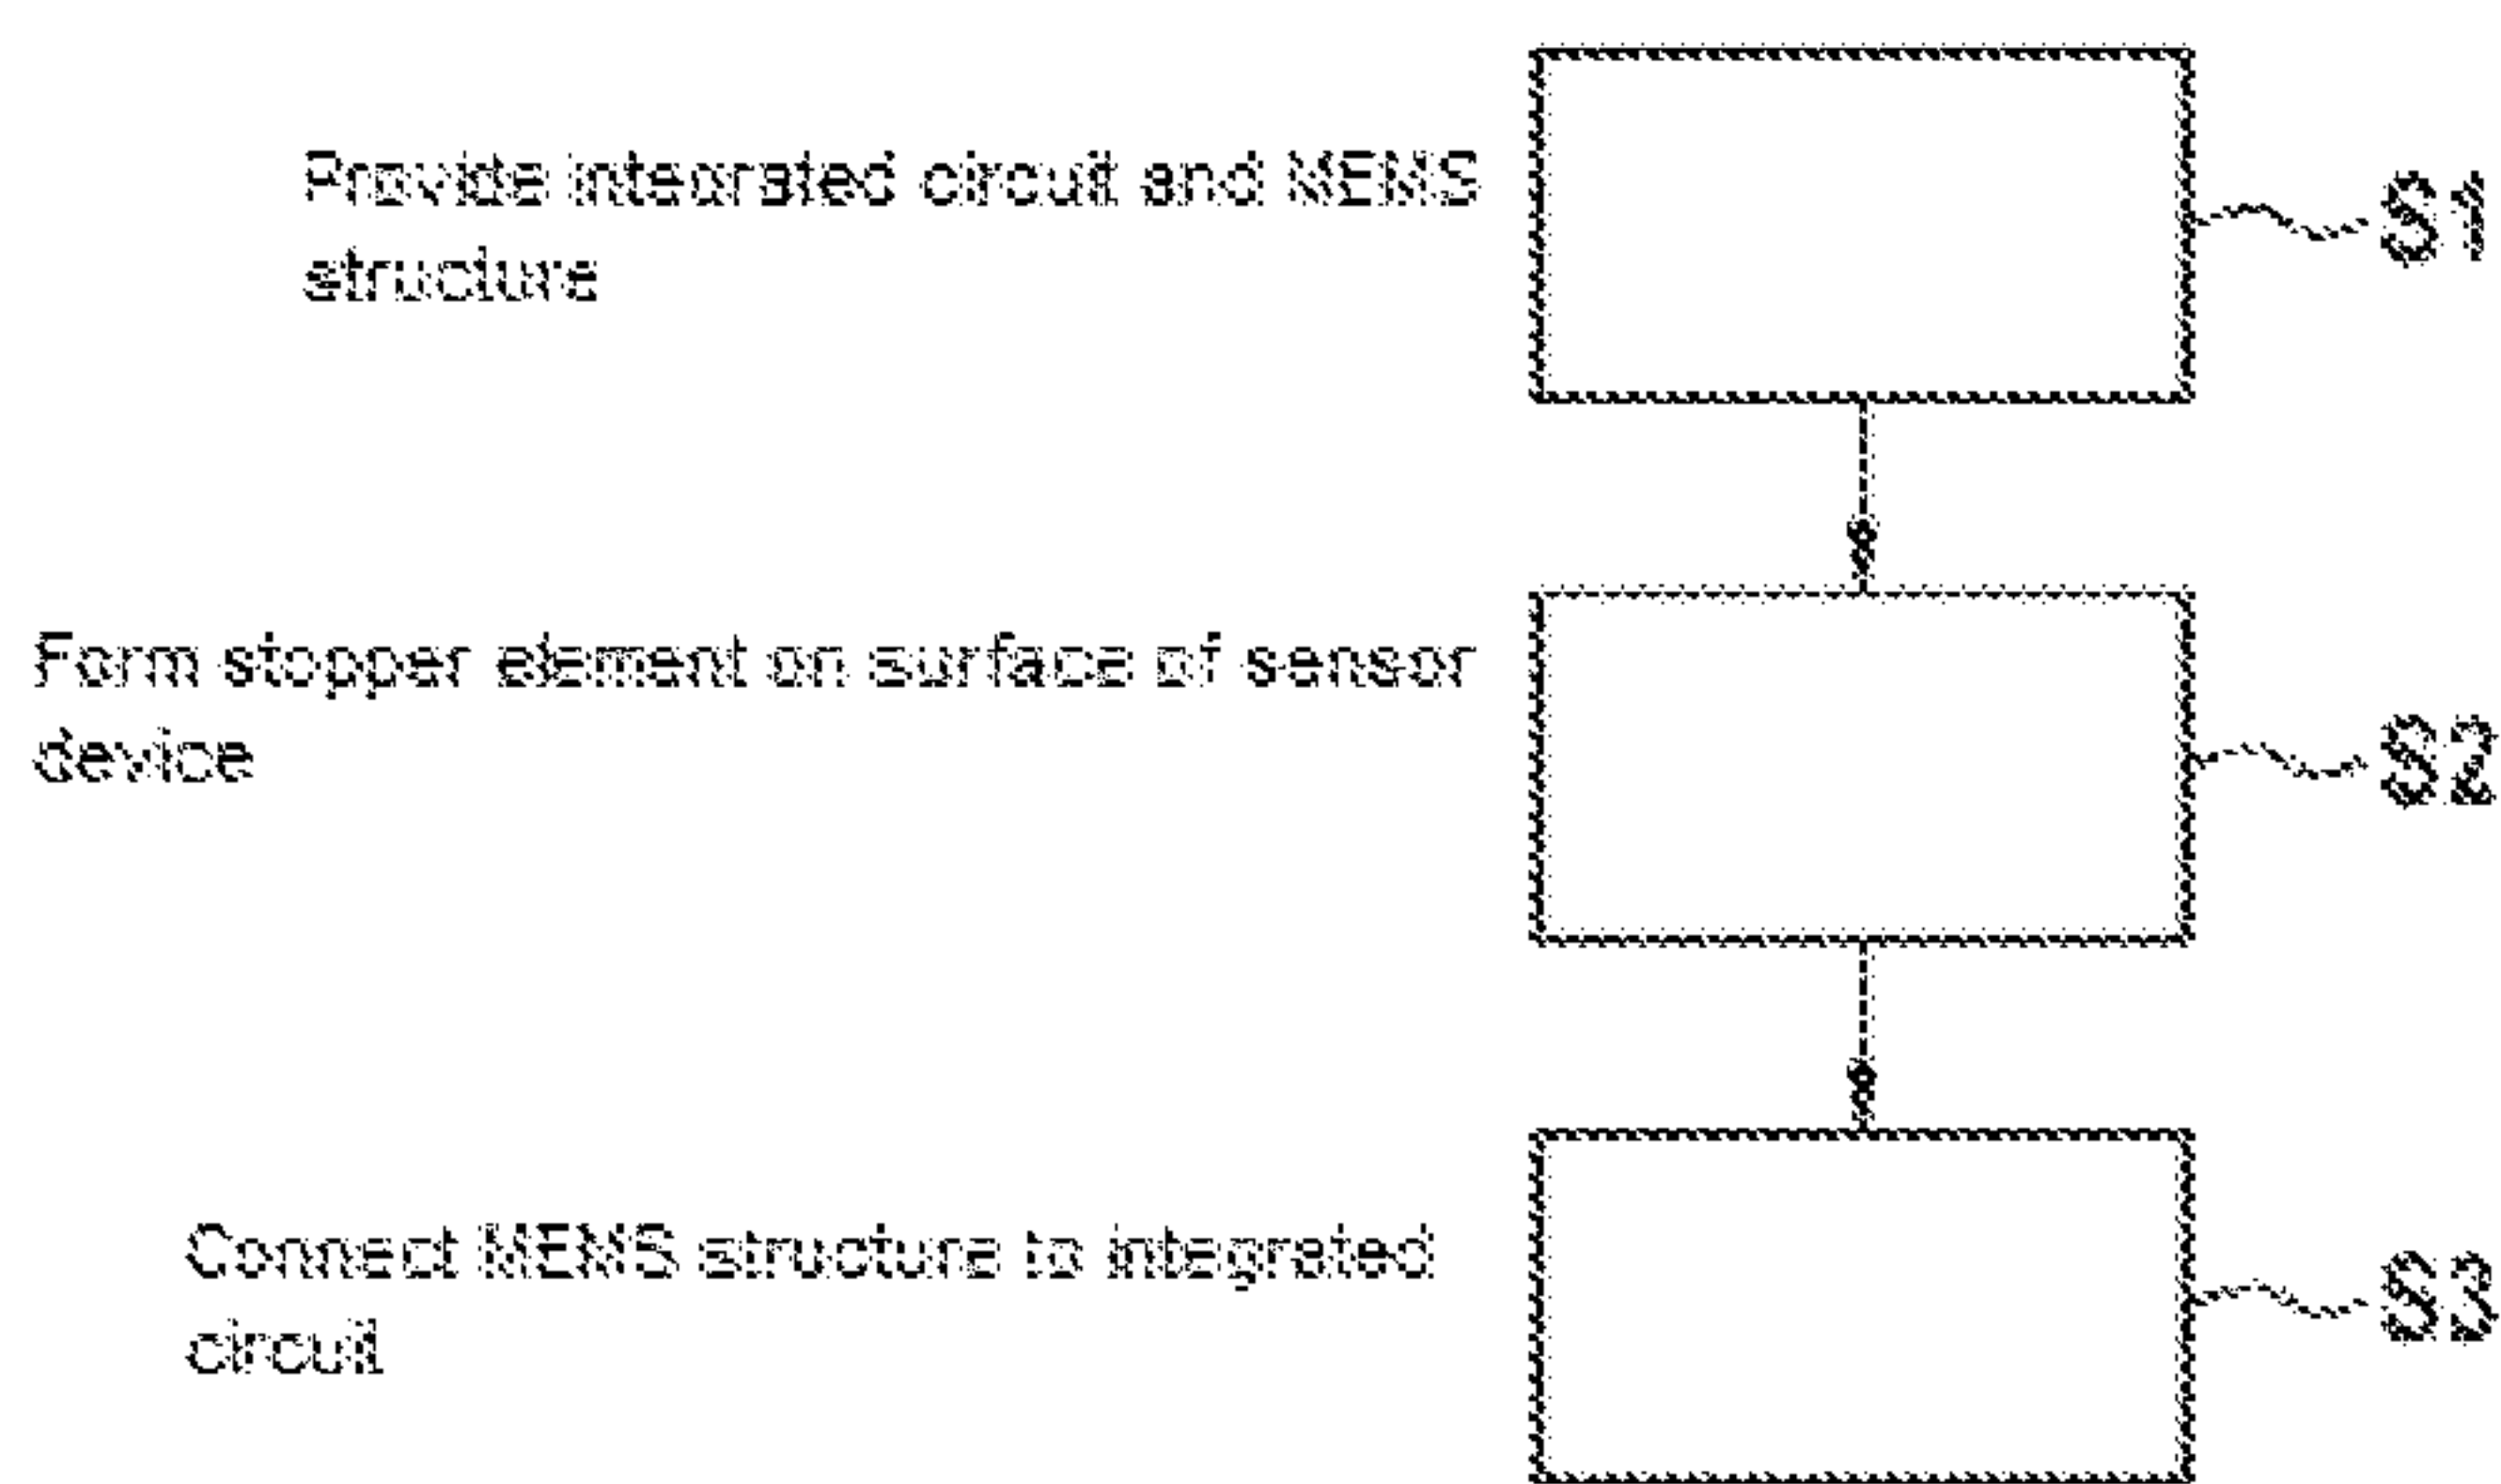 Provide integrated circuit and MEMS
structure
S1
Form stopper element on surface of sensor
device
S2
Connect MEMS structure to integrated
circuit
S3